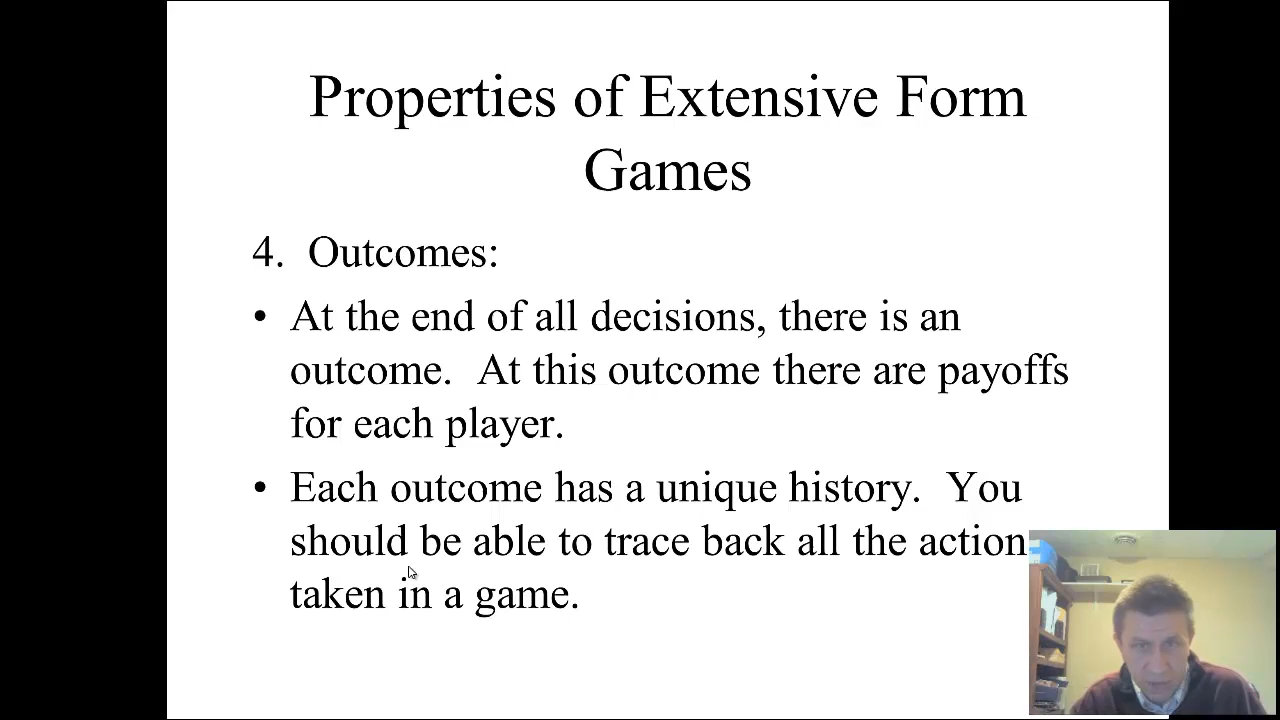 Properties of Extensive Form
Games
4. Outcomes:
• At the end of all decisions, there is an
outcome. At this outcome there are payoffs
for each player.
• Each outcome has a unique history. You
should be able to trace back all the action
taken in a game.